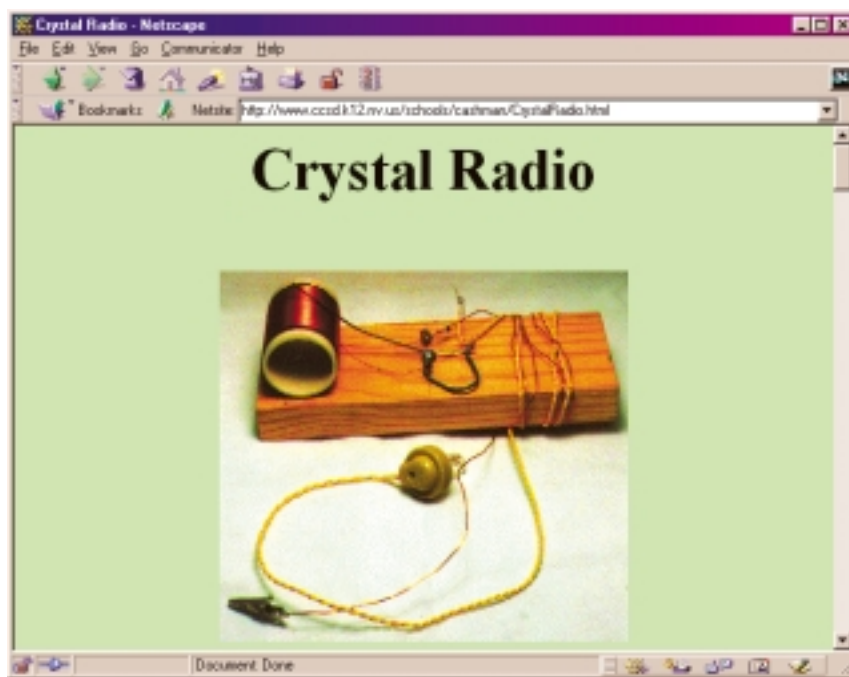 Crystal Radio - Netscape
File Edit View Go Communicator Help
Bookmarks Netsite: http://www.ccsd.k12.nv.us/schools/cashman/CrystalRadio.html
Crystal Radio
Document: Done